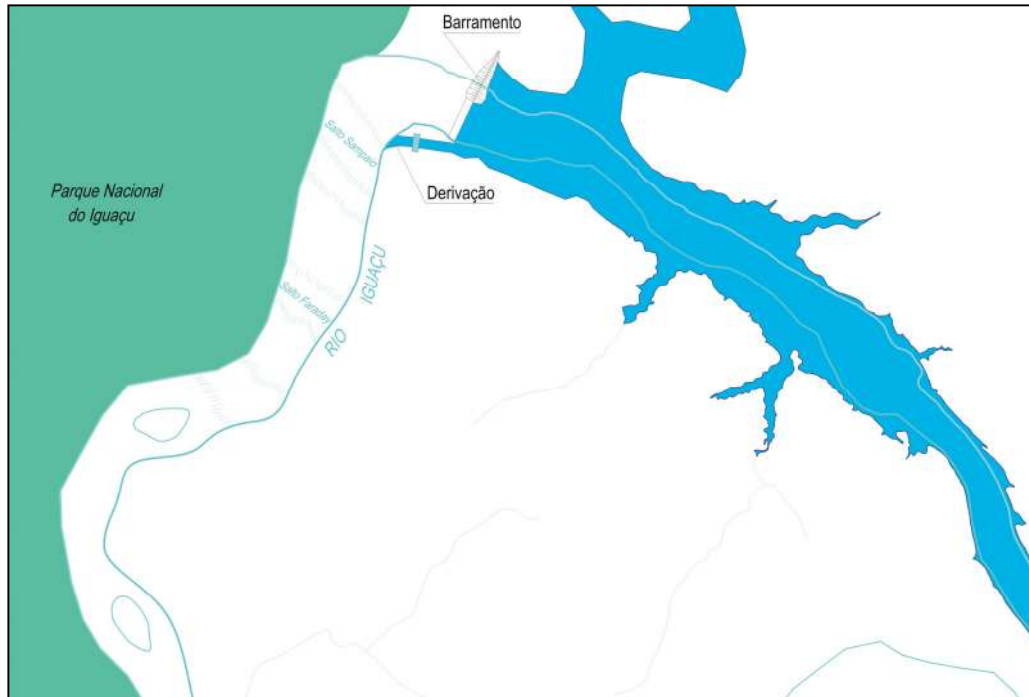 Barramento
Salto Sampaio
Derivação
Parque Nacional
do Iguaçu
IGUAÇU
Salto Faraday
RIO